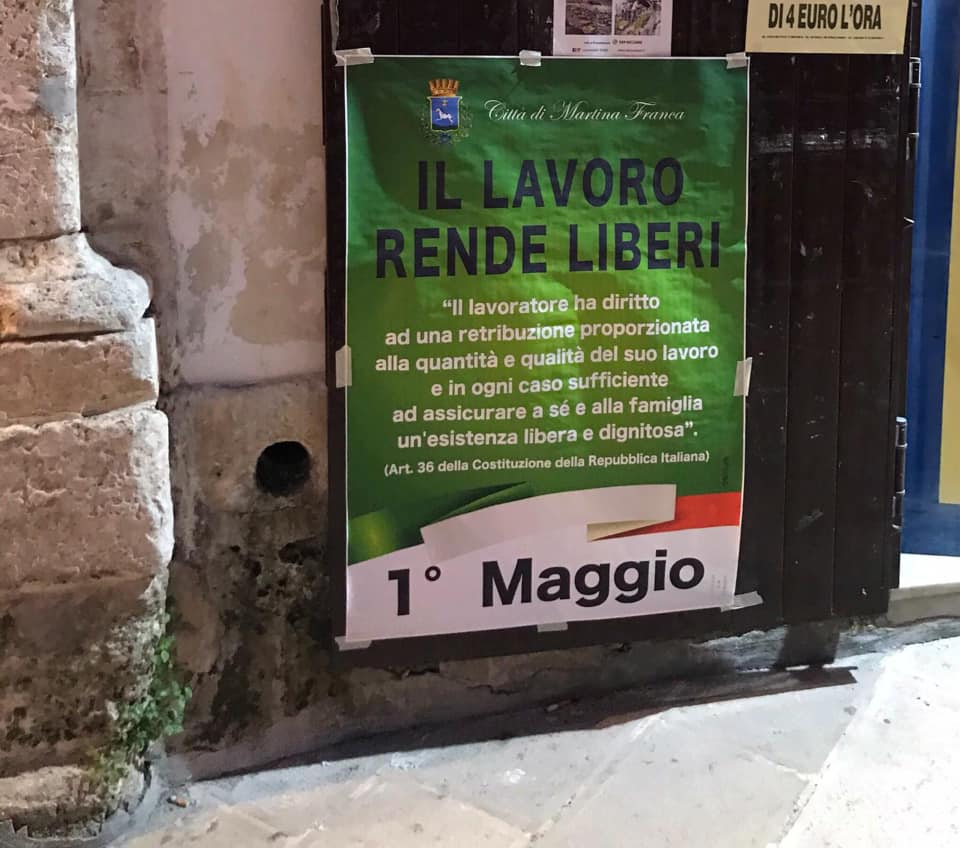 DI 4 EURO L'ORA
Città di Martina Franca
IL LAVORO
RENDE LIBERI
“Il lavoratore ha diritto
ad una retribuzione proporzionata
alla quantità e qualità del suo lavoro
e in ogni caso sufficiente
ad assicurare a sé e alla famiglia
un'esistenza libera e dignitosa”.
(Art. 36 della Costituzione della Repubblica Italiana)
1° Maggio